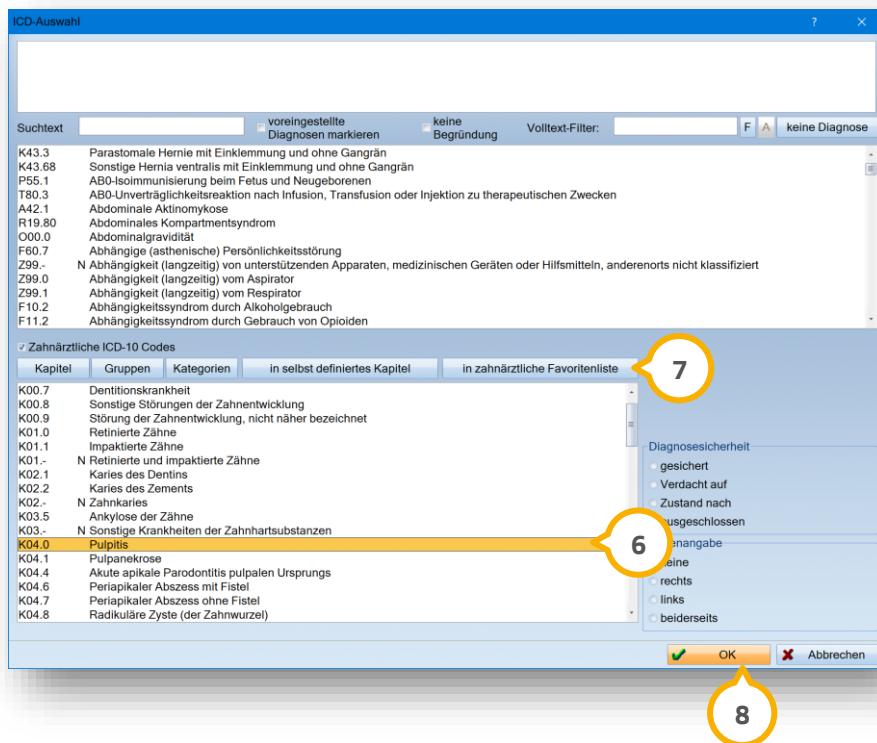 ICD-Auswahl ? ×
Suchtext voreingestellte Diagnosen markieren keine Begründung Volltext-Filter: F A keine Diagnose
K43.3 Parastomale Hernie mit Einklemmung und ohne Gangrän
K43.68 Sonstige Hernia ventralis mit Einklemmung und ohne Gangrän
P55.1 AB0-Isoimmunisierung beim Fetus und Neugeborenen
T80.3 AB0-Unverträglichkeitsreaktion nach Infusion, Transfusion oder Injektion zu therapeutischen Zwecken
A42.1 Abdominale Aktinomykose
R19.80 Abdominales Kompartmentsyndrom
O00.0 Abdominalgravidität
F60.7 Abhängige (asthenische) Persönlichkeitsstörung
Z99.- N Abhängigkeit (langzeitig) von unterstützenden Apparaten, medizinischen Geräten oder Hilfsmitteln, anderenorts nicht klassifiziert
Z99.0 Abhängigkeit (langzeitig) vom Aspirator
Z99.1 Abhängigkeit (langzeitig) vom Respirator
F10.2 Abhängigkeitssyndrom durch Alkoholgebrauch
F11.2 Abhängigkeitssyndrom durch Gebrauch von Opioiden
Zahnärztliche ICD-10 Codes
Kapitel Gruppen Kategorien in selbst definiertes Kapitel in zahnärztliche Favoritenliste 7
K00.7 Dentitionskrankheit
K00.8 Sonstige Störungen der Zahnentwicklung
K00.9 Störung der Zahnentwicklung, nicht näher bezeichnet
K01.0 Retinierte Zähne
K01.1 Impaktierte Zähne
K01.- N Retinierte und impaktierte Zähne
K02.1 Karies des Dentins
K02.2 Karies des Zements
K02.- N Zahnkaries
K03.5 Ankylose der Zähne
K03.- N Sonstige Krankheiten der Zahnhartsubstanzen
K04.0 Pulpitis 6
K04.1 Pulpanekrose
K04.4 Akute apikale Parodontitis pulpalen Ursprungs
K04.6 Periapikaler Abszess mit Fistel
K04.7 Periapikaler Abszess ohne Fistel
K04.8 Radikuläre Zyste (der Zahnwurzel)
Diagnosesicherheit
gesichert
Verdacht auf
Zustand nach
usgeschlossen
enangabe
eine
rechts
links
beiderseits
OK Abbrechen
8